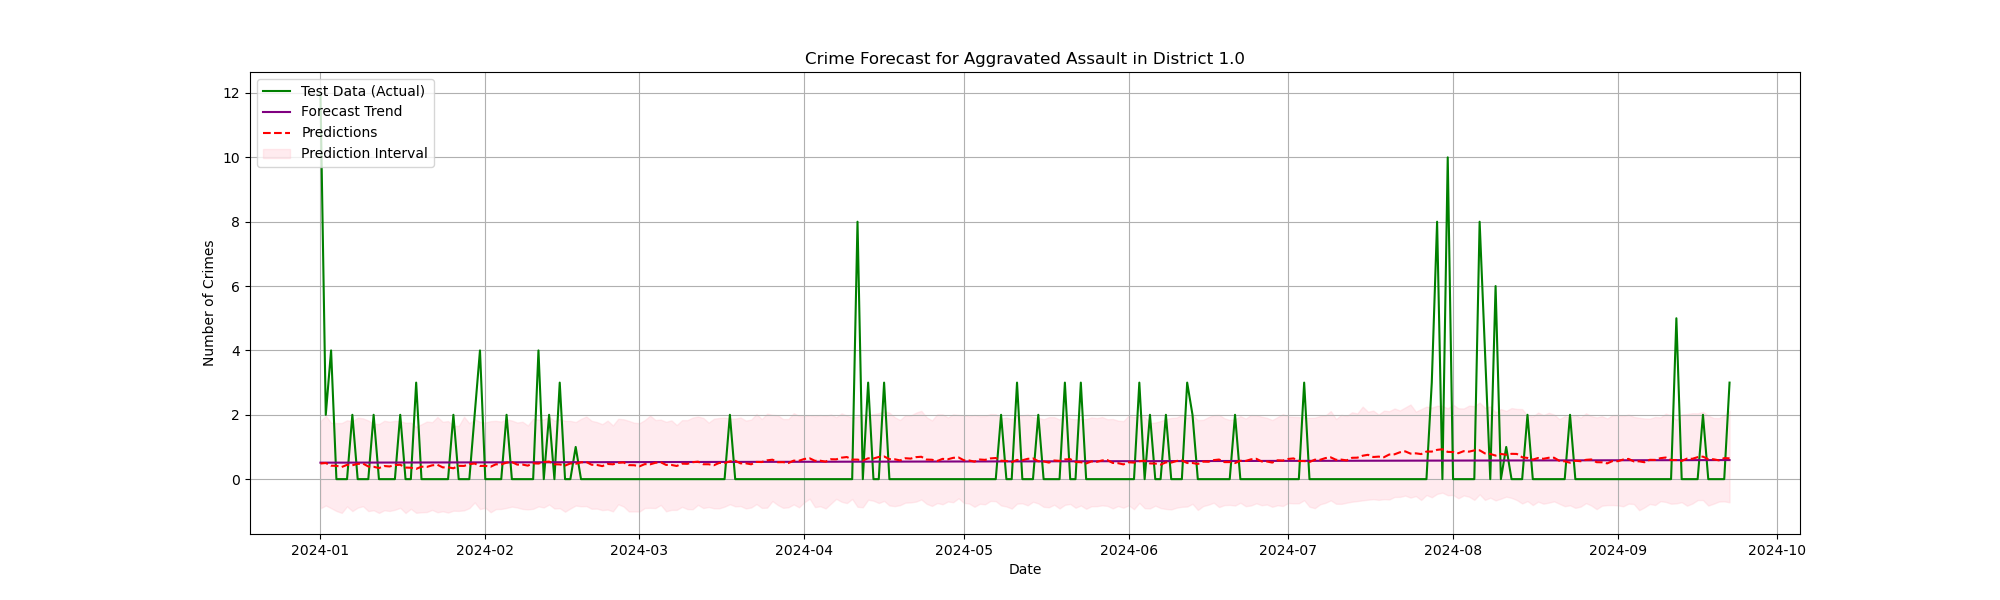 Crime Forecast for Aggravated Assault in District 1.0
Test Data (Actual)
Forecast Trend
Predictions
Prediction Interval
12
10
8
6
4
2
0
Number of Crimes
2024-01
2024-02
2024-03
2024-04
2024-05
2024-06
2024-07
2024-08
2024-09
2024-10
Date